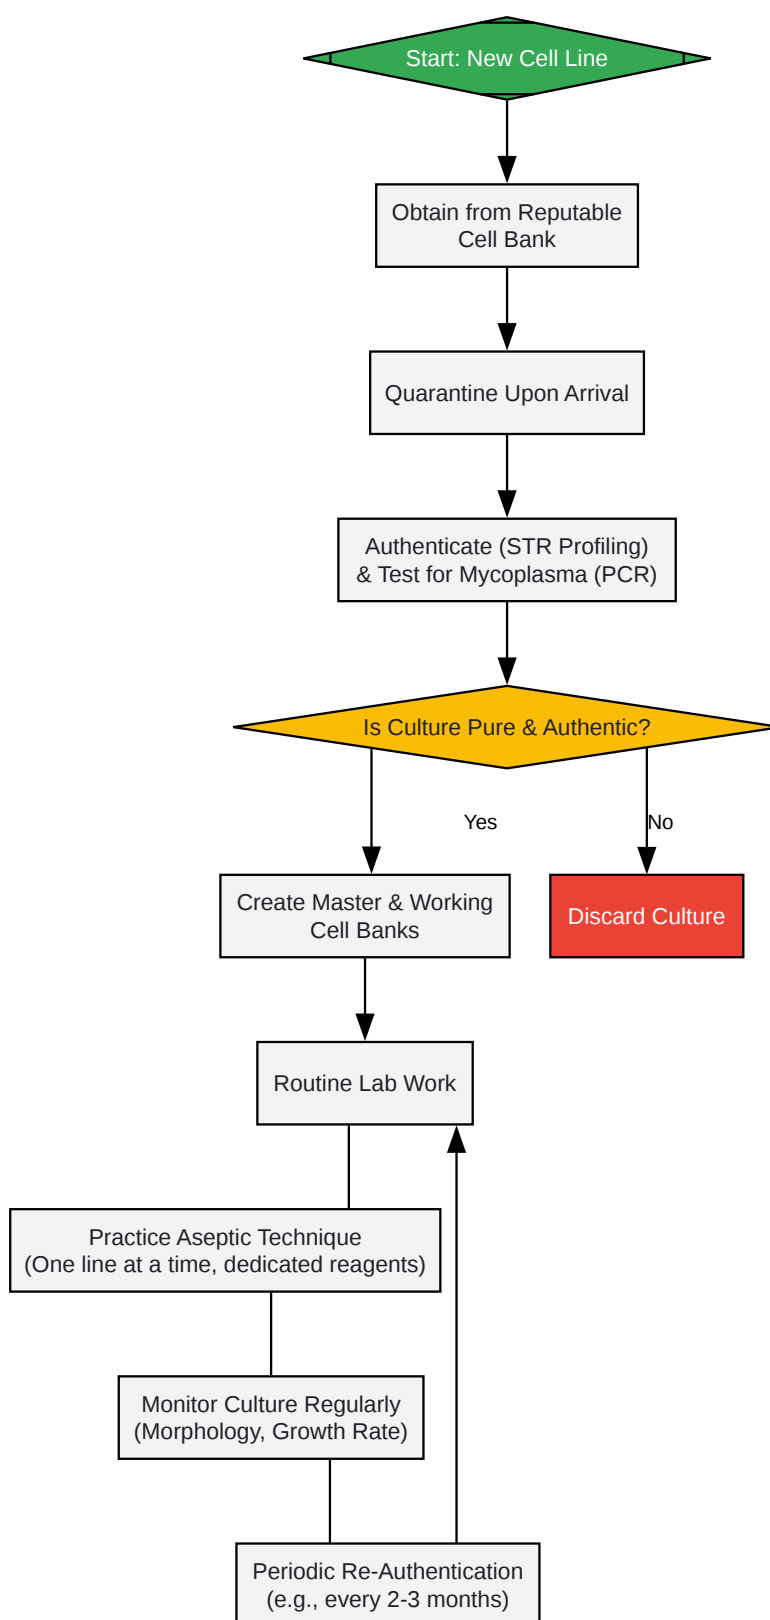 Start: New Cell Line
Obtain from Reputable
Cell Bank
Quarantine Upon Arrival
Authenticate (STR Profiling)
& Test for Mycoplasma (PCR)
Is Culture Pure & Authentic?
Yes
No
Create Master & Working
Cell Banks
Discard Culture
Routine Lab Work
Practice Aseptic Technique
(One line at a time, dedicated reagents)
Monitor Culture Regularly
(Morphology, Growth Rate)
Periodic Re-Authentication
(e.g., every 2-3 months)